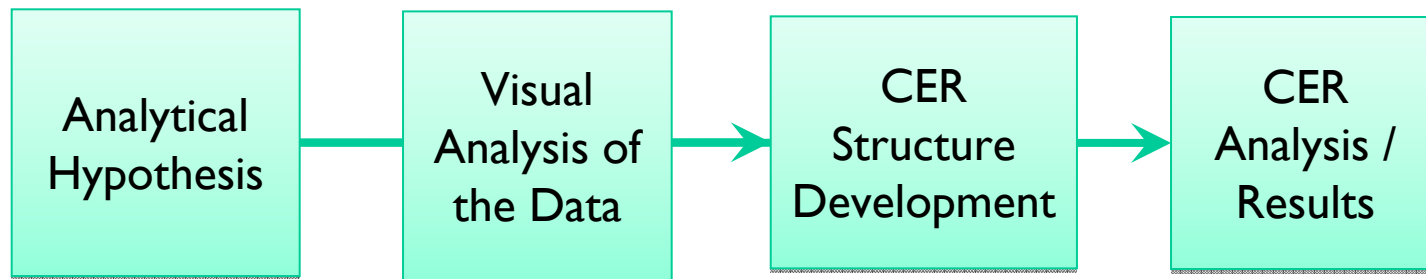 Analytical
Hypothesis
Visual
Analysis of
the Data
CER
Structure
Development
CER
Analysis /
Results